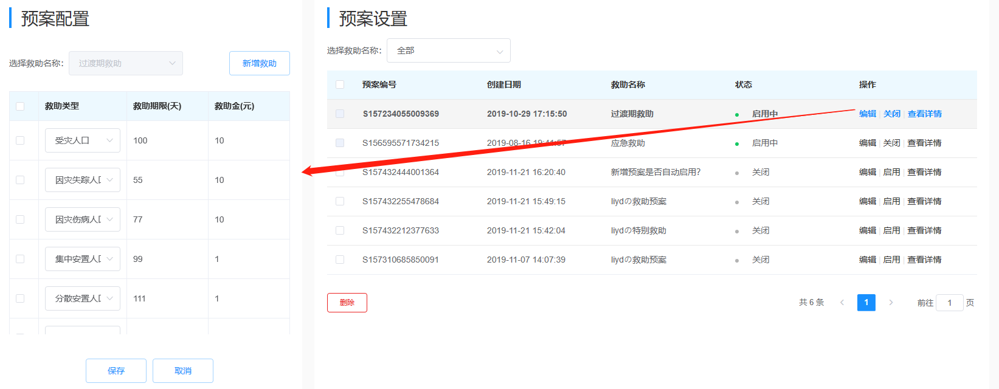 预案配置
选择救助名称: 过渡期救助 新增救助
救助类型 救助期限(天) 救助金(元)
受灾人口 100 10
因灾失踪人 55 10
因灾伤病人 77 10
集中安置人 99 1
分散安置人 111 1
保存 取消
预案设置
选择救助名称: 全部
预案编号 创建日期 救助名称 状态 操作
S157234055009369 2019-10-29 17:15:50 过渡期救助 启用中 编辑 | 关闭 | 查看详情
S156595571734215 2019-08-16 19:41:57 应急救助 启用中 编辑 | 关闭 | 查看详情
S157432444001364 2019-11-21 16:20:40 新增预案是否自动启用? 关闭 编辑 | 启用 | 查看详情
S157432255478684 2019-11-21 15:49:15 liydの救助预案 关闭 编辑 | 启用 | 查看详情
S157432212377633 2019-11-21 15:42:04 liydの特别救助 关闭 编辑 | 启用 | 查看详情
S157310685850091 2019-11-07 14:07:39 liydの救助预案 关闭 编辑 | 启用 | 查看详情
删除 共 6 条 < 1 > 前往 1 页